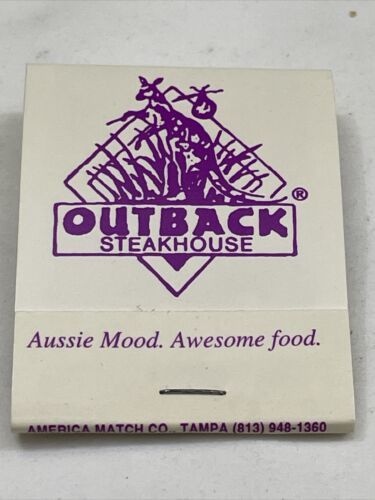 OUTBACK®
STEAKHOUSE
Aussie Mood. Awesome food.
AMERICA MATCH CO., TAMPA (813) 948-1360